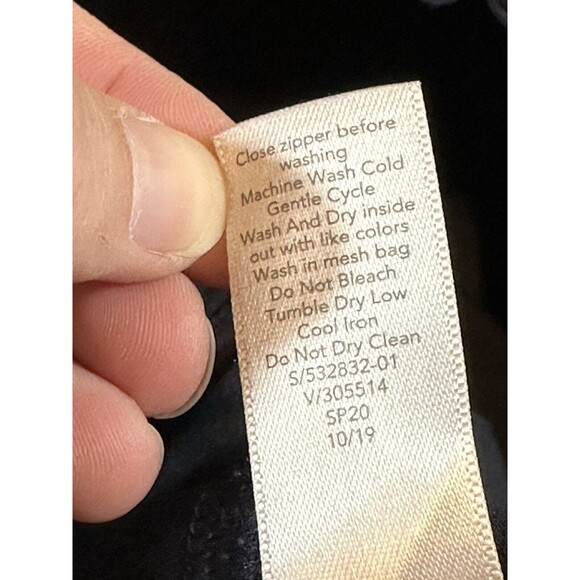 Close zipper before
washing
Machine Wash Cold
Gentle Cycle
Wash And Dry inside
out with like colors
Wash in mesh bag
Do Not Bleach
Tumble Dry Low
Cool Iron
Do Not Dry Clean
S/532832-01
V/305514
SP20
10/19